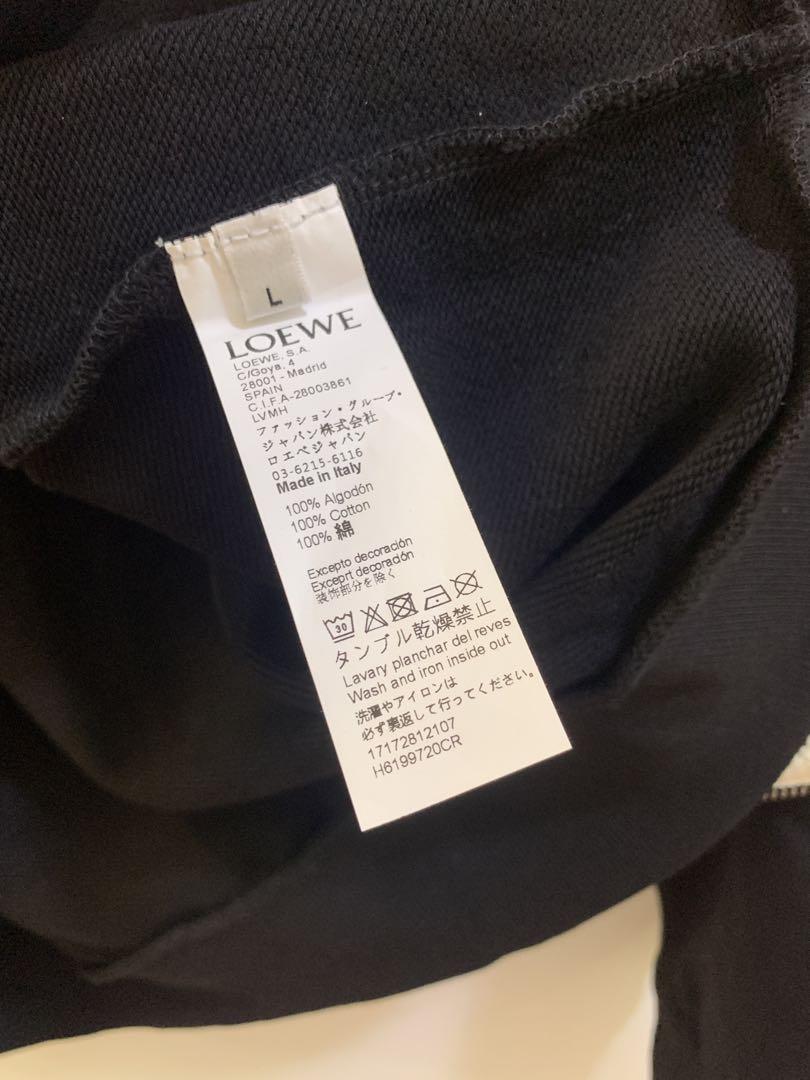 L
LOEWE
LOEWE, S.A.
C/Goya, 4
28001 - Madrid
SPAIN
C.I.F.A-28003861
LVMH
ファッション・グループ・
ジャパン株式会社
ロエベジャパン
03-6215-6116
Made in Italy
100% Algodón
100% Cotton
100% 綿
Excepto decoración
Exceprt decoración
装飾部分を除く
30
タンブル乾燥禁止
Lavary planchar del reves
Wash and iron inside out
洗濯やアイロンは
必ず裏返して行ってください。
17172812107
H6199720CR